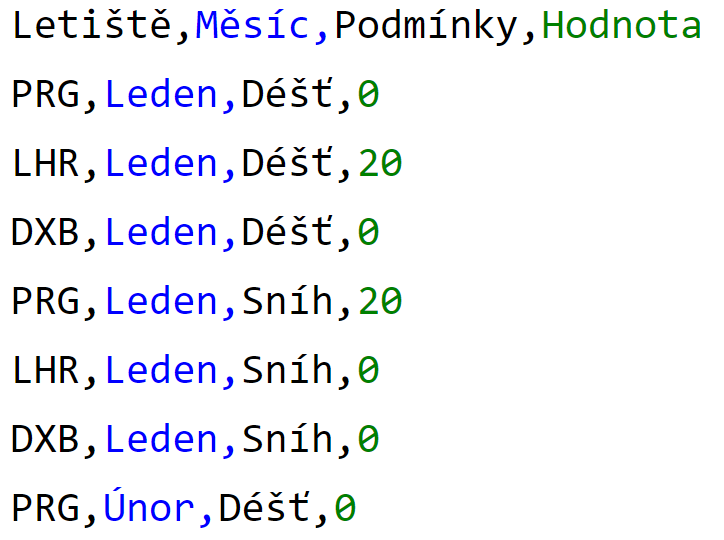 Letiště,Měsíc,Podmínky,Hodnota
PRG,Leden,Déšť,0
LHR,Leden,Déšť,20
DXB,Leden,Déšť,0
PRG,Leden,Sníh,20
LHR,Leden,Sníh,0
DXB,Leden,Sníh,0
PRG,Únor,Déšť,0